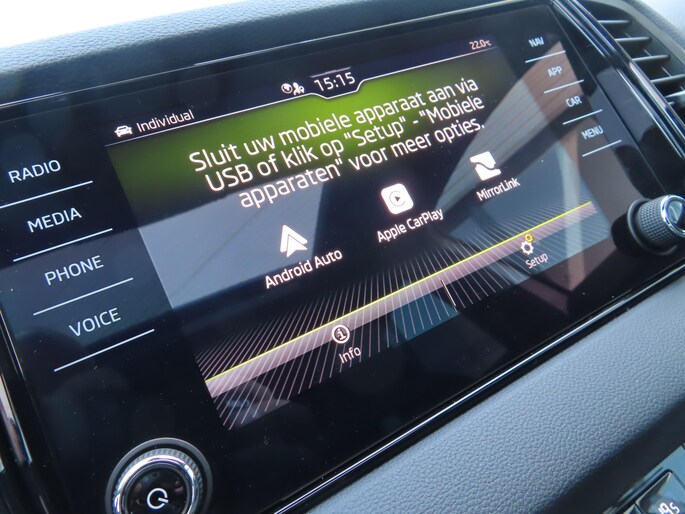 15:15
22.0°C
Individual
Sluit uw mobiele apparaat aan via
USB of klik op "Setup" - "Mobiele
apparaten" voor meer opties.
Android Auto
Apple CarPlay
MirrorLink
Info
Setup
RADIO
MEDIA
PHONE
VOICE
NAV
APP
CAR
MENU